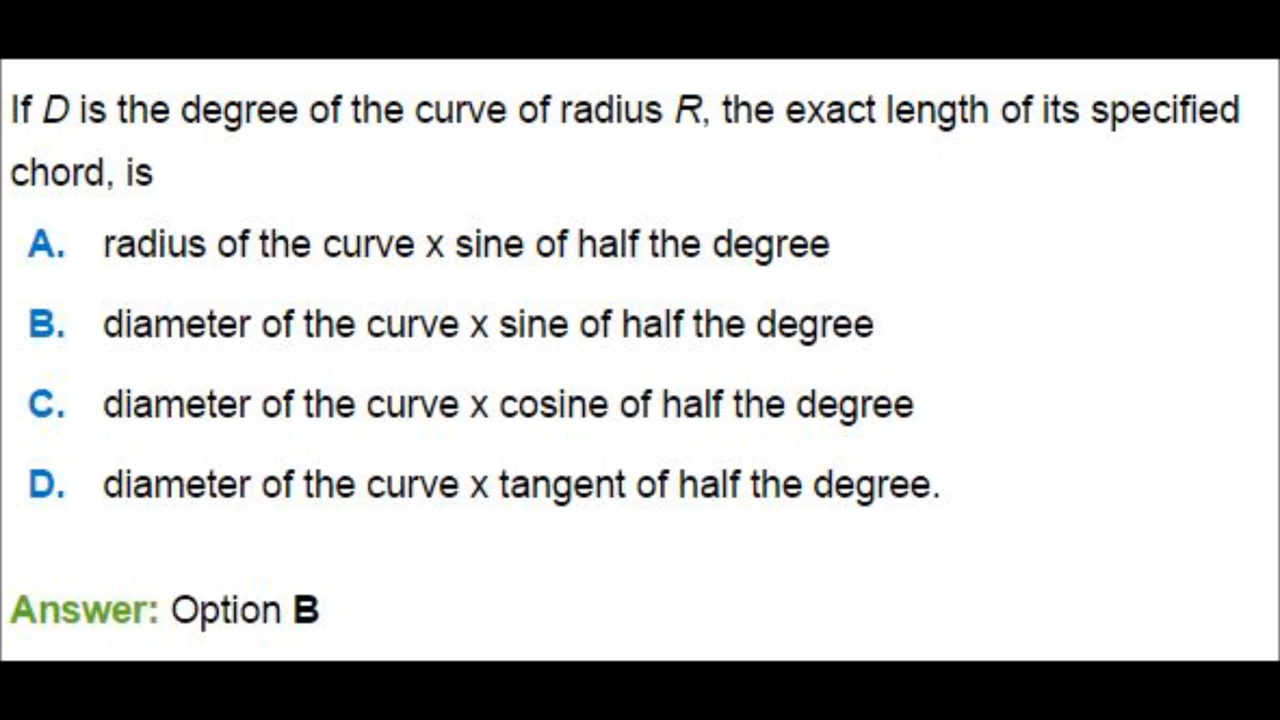 If D is the degree of the curve of radius R, the exact length of its specified
chord, is
A. radius of the curve x sine of half the degree
B. diameter of the curve x sine of half the degree
C. diameter of the curve x cosine of half the degree
D. diameter of the curve x tangent of half the degree.
Answer: Option B